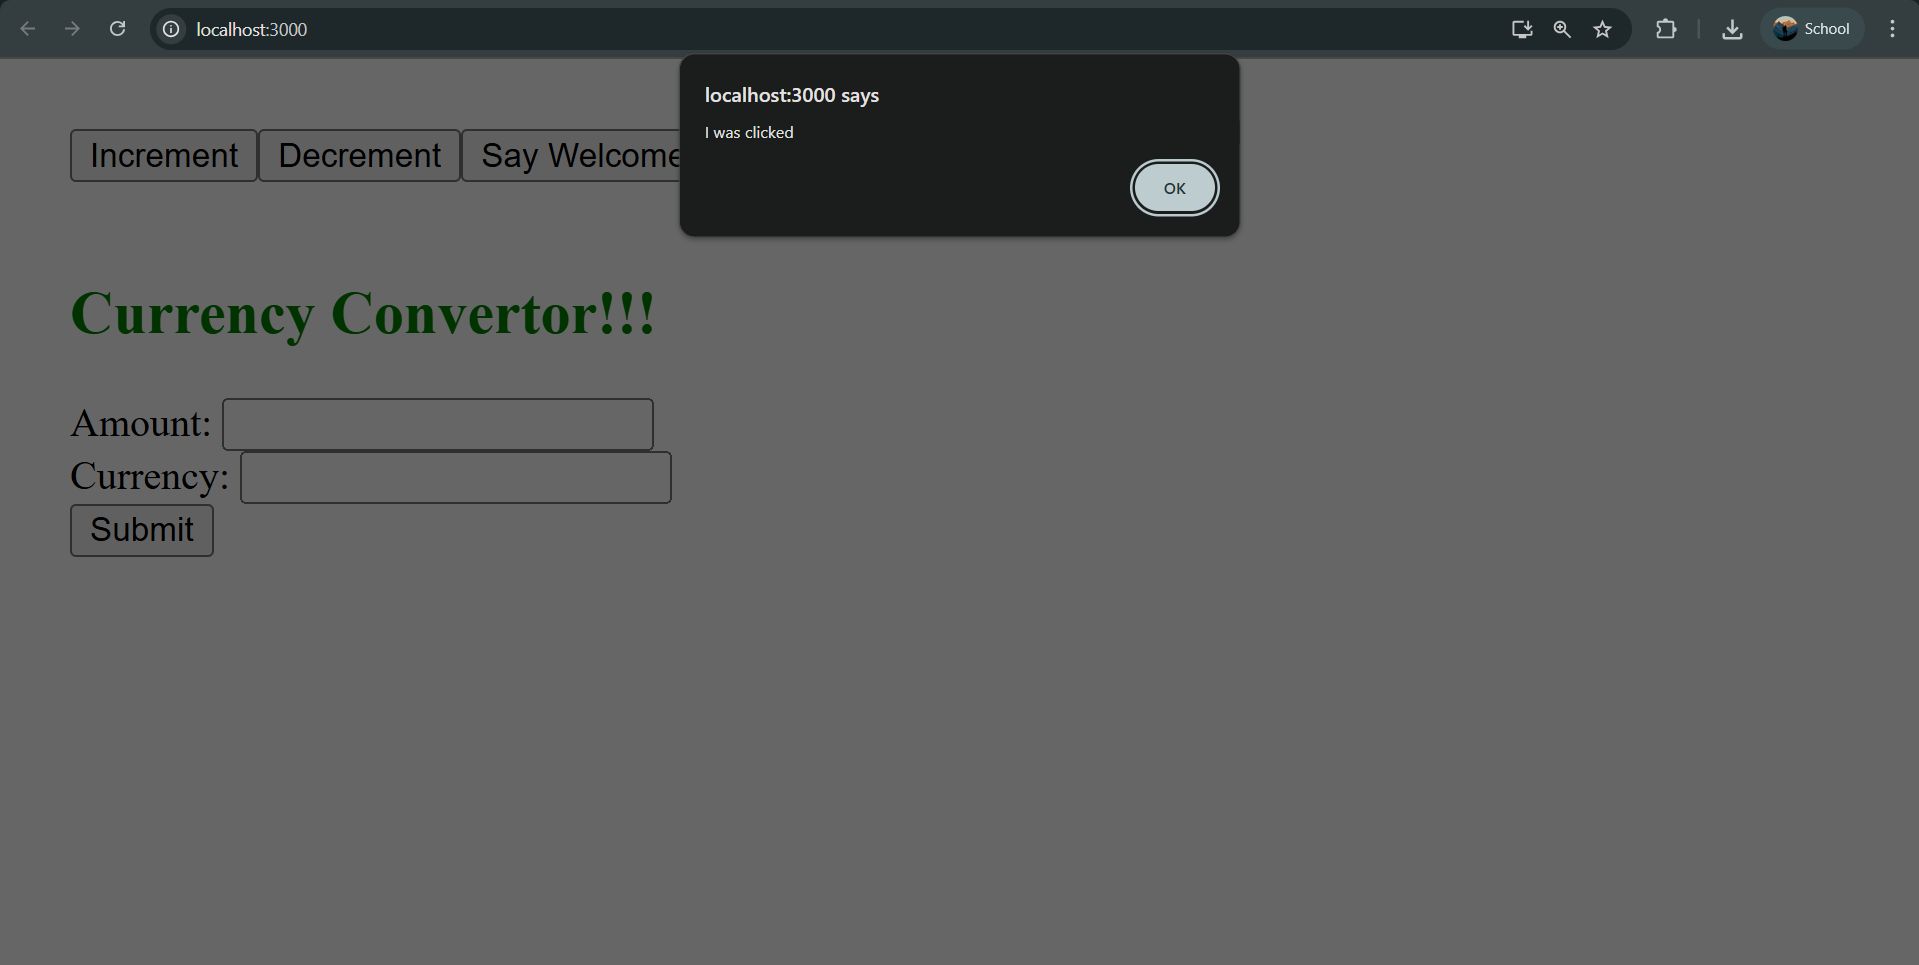 localhost:3000
School
localhost:3000 says
I was clicked
OK
Increment Decrement Say Welcome
Currency Convertor!!!
Amount:
Currency:
Submit